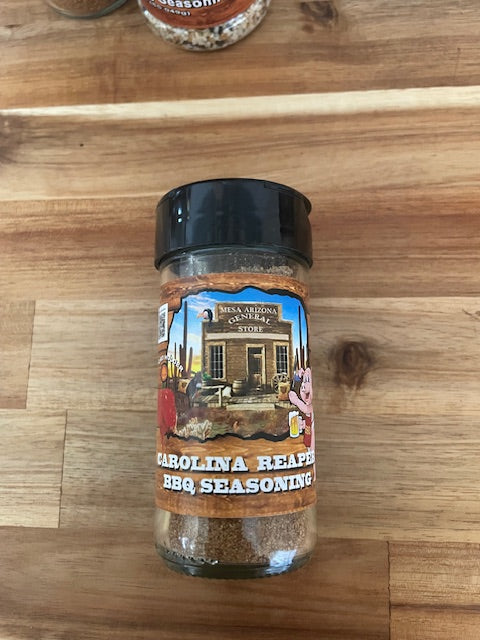 MESA ARIZONA
GENERAL
STORE
CAROLINA REAPER
BBQ SEASONING